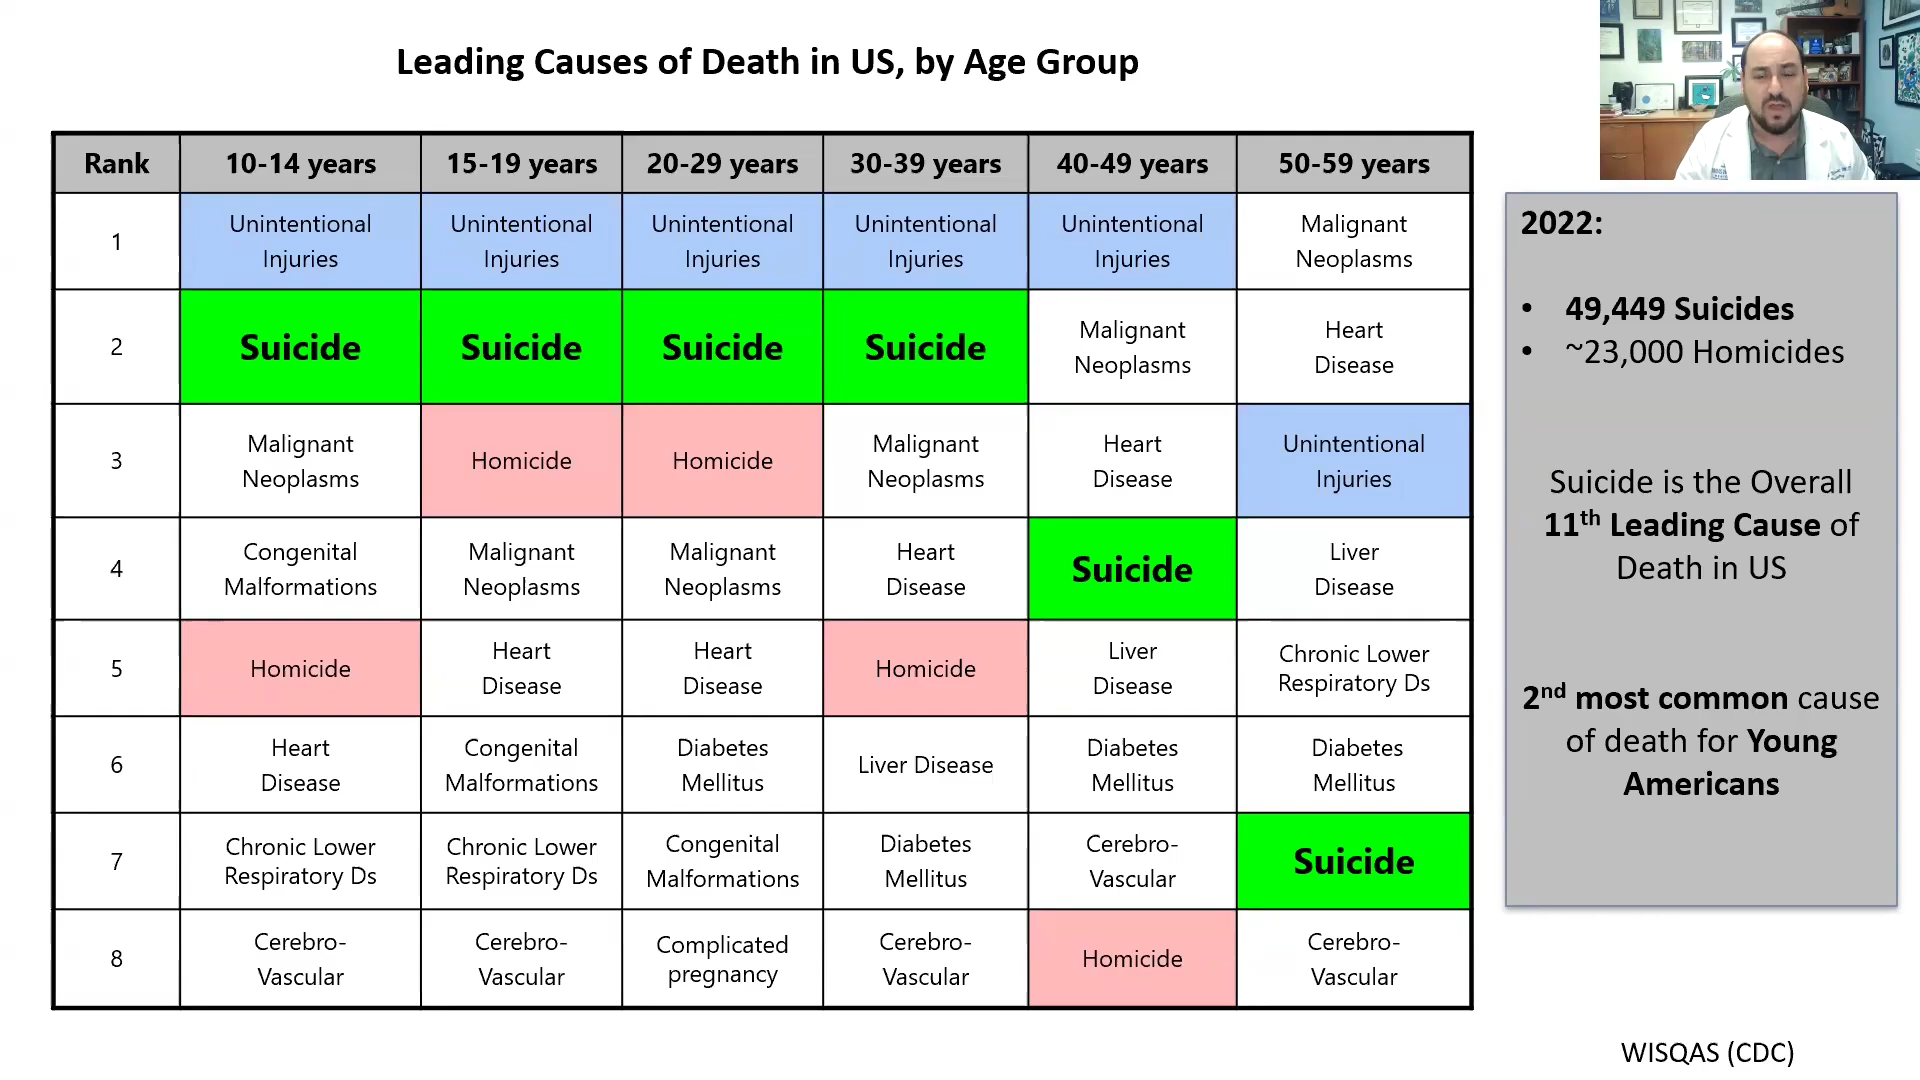 Leading Causes of Death in US, by Age Group
Rank 10-14 years 15-19 years 20-29 years 30-39 years 40-49 years 50-59 years
1 Unintentional Injuries Unintentional Injuries Unintentional Injuries Unintentional Injuries Unintentional Injuries Malignant Neoplasms
2 Suicide Suicide Suicide Suicide Malignant Neoplasms Heart Disease
3 Malignant Neoplasms Homicide Homicide Malignant Neoplasms Heart Disease Unintentional Injuries
4 Congenital Malformations Malignant Neoplasms Malignant Neoplasms Heart Disease Suicide Liver Disease
5 Homicide Heart Disease Heart Disease Homicide Liver Disease Chronic Lower Respiratory Ds
6 Heart Disease Congenital Malformations Diabetes Mellitus Liver Disease Diabetes Mellitus Diabetes Mellitus
7 Chronic Lower Respiratory Ds Chronic Lower Respiratory Ds Congenital Malformations Diabetes Mellitus Cerebro-Vascular Suicide
8 Cerebro-Vascular Cerebro-Vascular Complicated pregnancy Cerebro-Vascular Homicide Cerebro-Vascular
2022:
• 49,449 Suicides
• ~23,000 Homicides
Suicide is the Overall
11th Leading Cause of
Death in US
2nd most common cause
of death for Young
Americans
WISQAS (CDC)